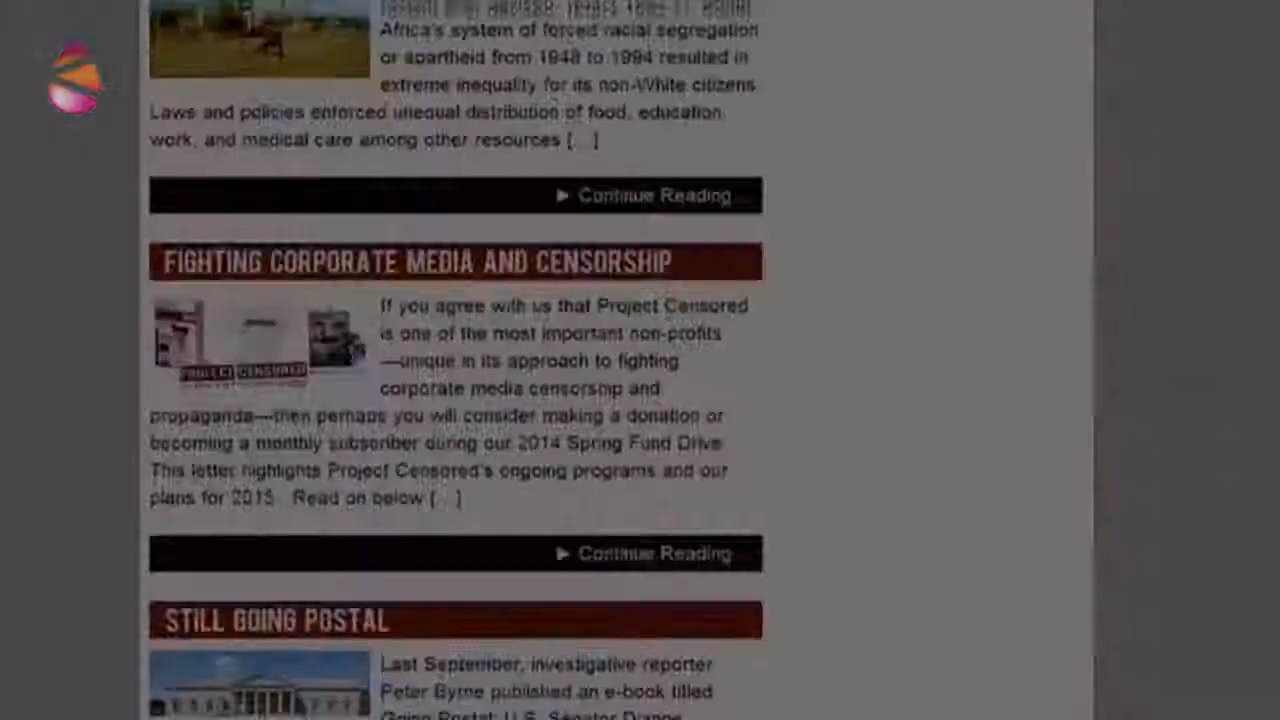 Africa's system of forced racial segregation
or apartheid from 1948 to 1994 resulted in
extreme inequality for its non-White citizens.
Laws and policies enforced unequal distribution of food, education,
work, and medical care among other resources [...]
► Continue Reading...
FIGHTING CORPORATE MEDIA AND CENSORSHIP
PROJECT CENSORED
If you agree with us that Project Censored
is one of the most important non-profits
—unique in its approach to fighting
corporate media censorship and
propaganda—then perhaps you will consider making a donation or
becoming a monthly subscriber during our 2014 Spring Fund Drive.
This letter highlights Project Censored's ongoing programs and our
plans for 2015. Read on below [...]
► Continue Reading...
STILL GOING POSTAL
Last September, investigative reporter
Peter Byrne published an e-book titled
Going Postal: U.S. Senator Dianne